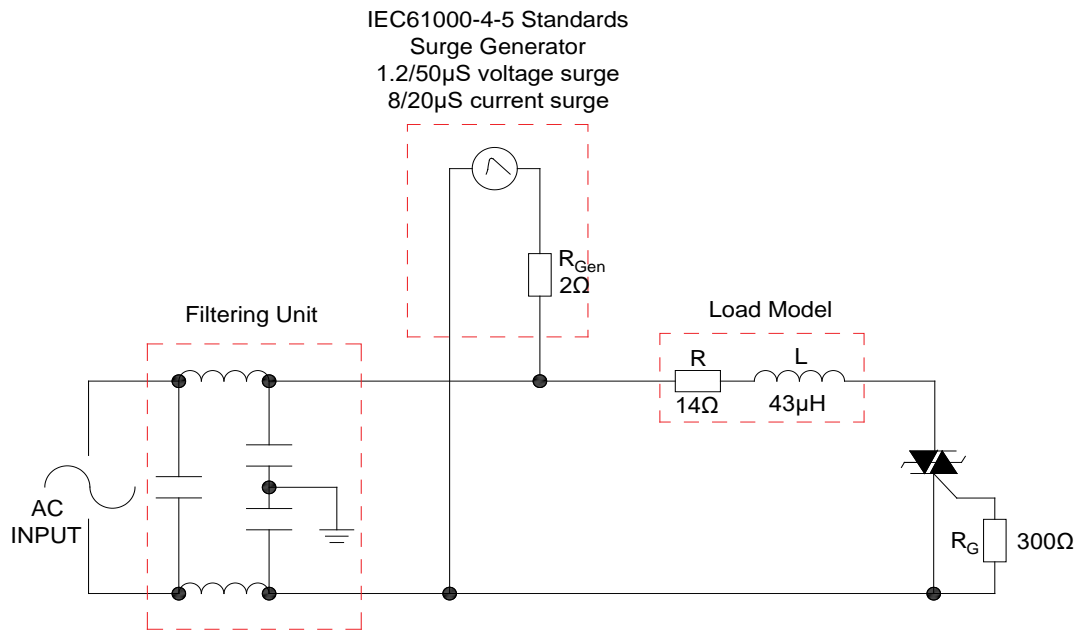 IEC61000-4-5 Standards
Surge Generator
1.2/50µS voltage surge
8/20µS current surge
RGen
2Ω
Filtering Unit
Load Model
R
L
14Ω
43µH
AC
INPUT
RG
300Ω